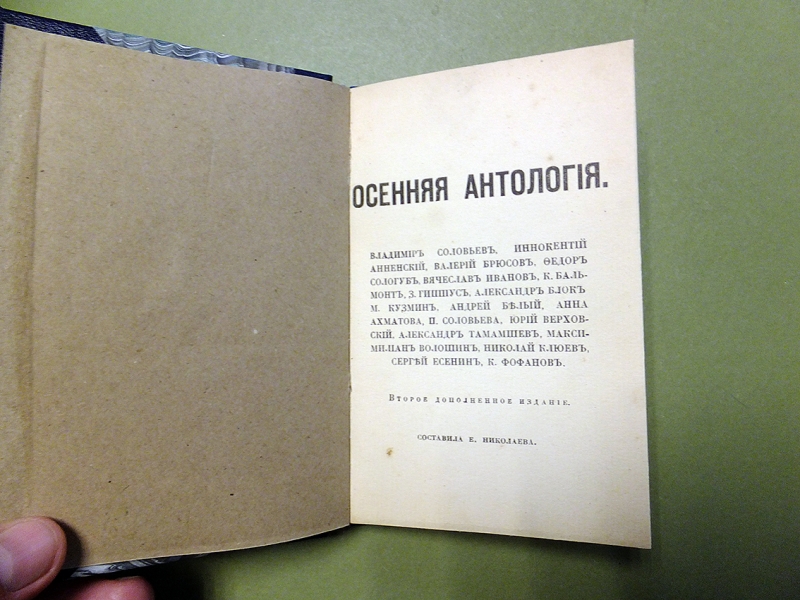 ОСЕННЯЯ АНТОЛОГІЯ.
ВЛАДИМІРЪ СОЛОВЬЕВЪ, ИННОКЕНТІЙ
АННЕНСКІЙ, ВАЛЕРІЙ БРЮСОВЪ, ѲЕДОРЪ
СОЛОГУБЪ, ВЯЧЕСЛАВЪ ИВАНОВЪ, К. БАЛЬ-
МОНТЪ, З. ГИППІУСЪ, АЛЕКСАНДРЪ БЛОКЪ
М. КУЗМИНЪ, АНДРЕЙ БѢЛЫЙ, АННА
АХМАТОВА, П. СОЛОВЬЕВА, ЮРІЙ ВЕРХОВ-
СКІЙ, АЛЕКСАНДРЪ ТАМАМШЕВЪ, МАКСИ-
МИЛІАНЪ ВОЛОШИНЪ, НИКОЛАЙ КЛЮЕВЪ,
СЕРГѢЙ ЕСЕНИНЪ, К. ФОФАНОВЪ.
ВТОРОЕ ДОПОЛНЕННОЕ ИЗДАНІЕ.
СОСТАВИЛА Е. НИКОЛАЕВА.